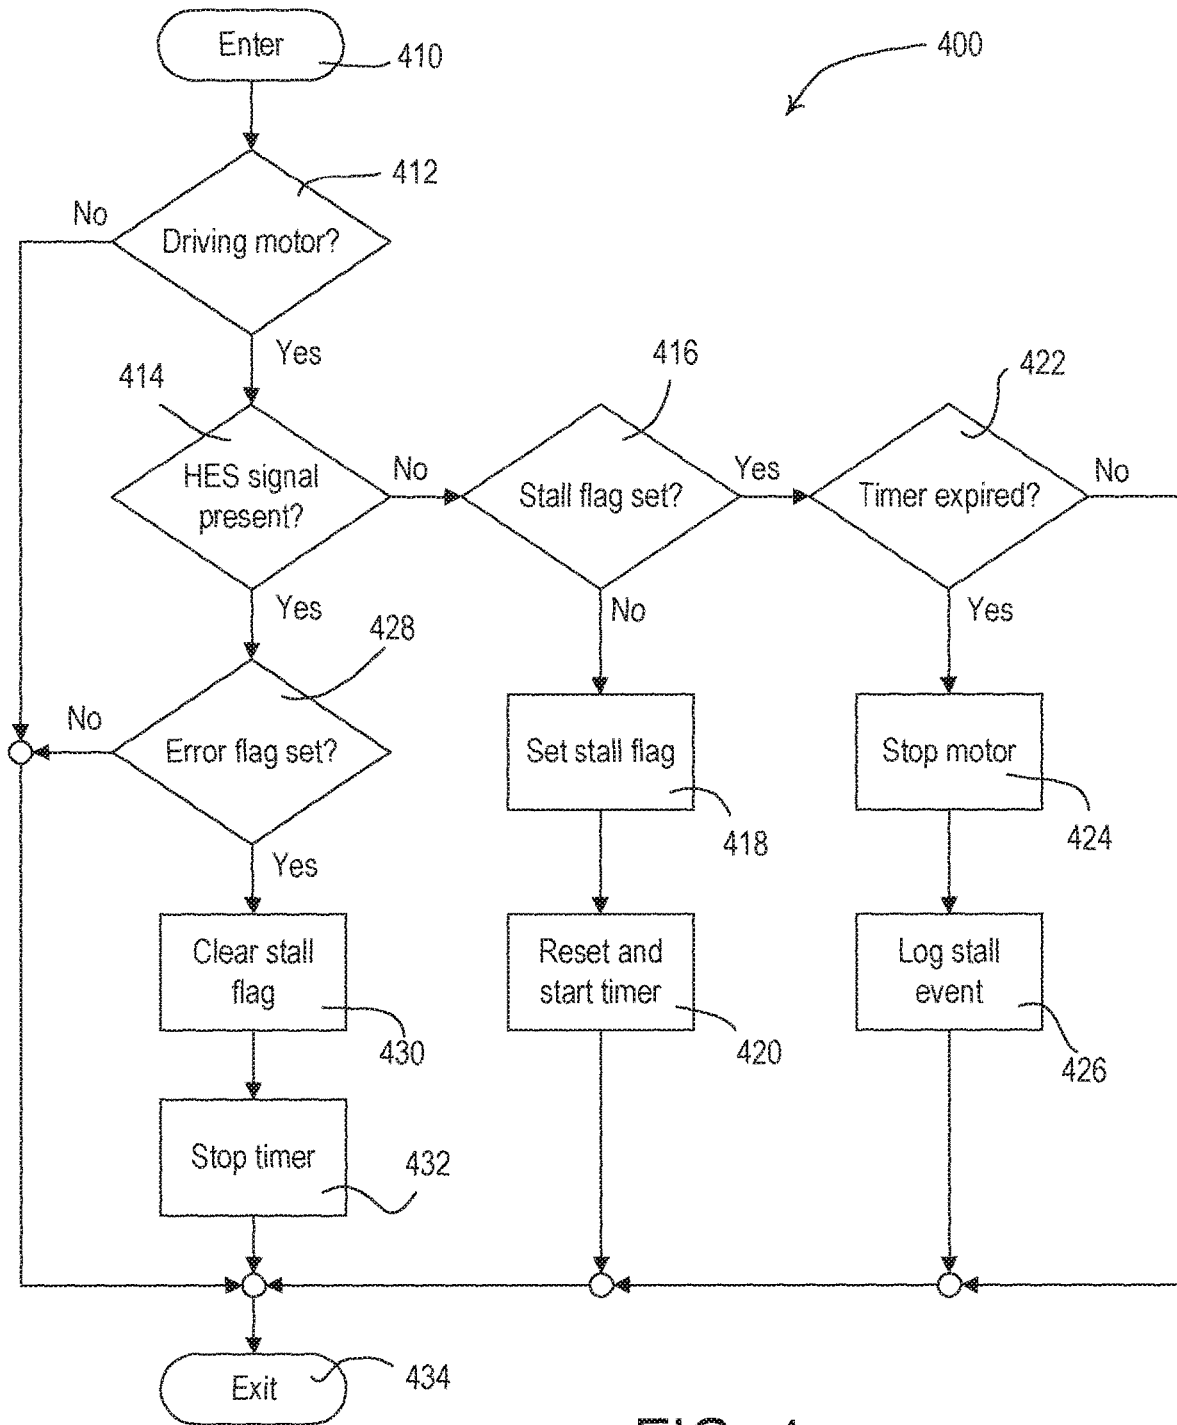 Enter
410
400
412
No
Driving motor?
Yes
414
416
422
HES signal
present?
No
Stall flag set?
Yes
Timer expired?
No
Yes
No
Yes
428
No
Error flag set?
Set stall flag
418
Stop motor
424
Yes
Clear stall
flag
430
Reset and
start timer
420
Log stall
event
426
Stop timer
432
Exit
434